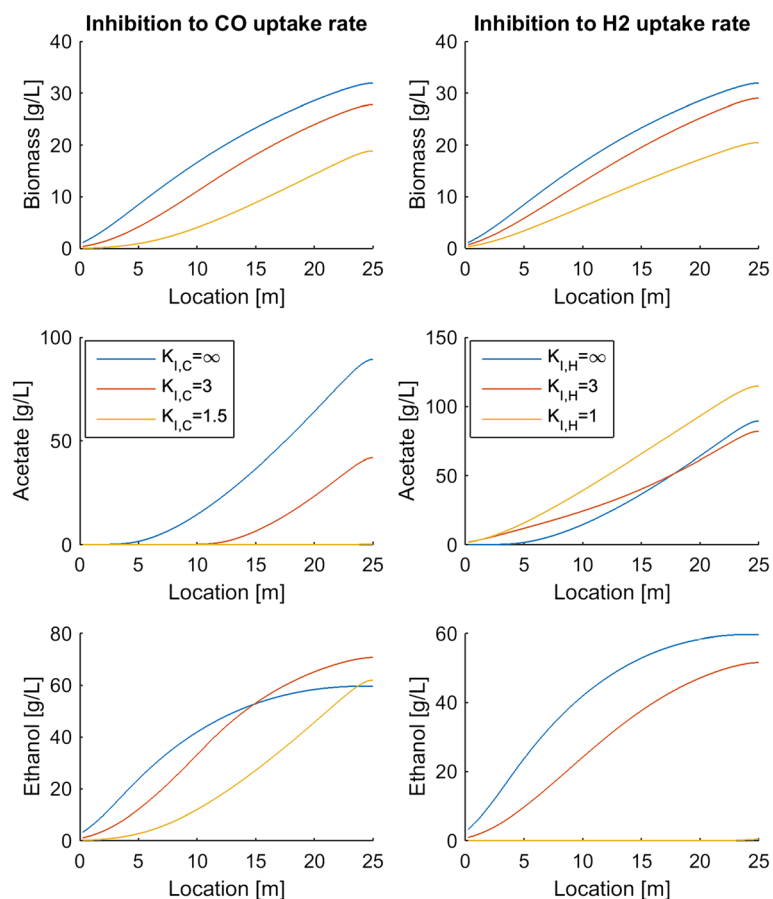 Inhibition to CO uptake rate
Inhibition to H2 uptake rate
Biomass [g/L]
40
30
20
10
0
0 5 10 15 20 25
Location [m]
Biomass [g/L]
40
30
20
10
0
0 5 10 15 20 25
Location [m]
Acetate [g/L]
100
50
0
K_I,C=∞
K_I,C=3
K_I,C=1.5
0 5 10 15 20 25
Location [m]
Acetate [g/L]
150
100
50
0
K_I,H=∞
K_I,H=3
K_I,H=1
0 5 10 15 20 25
Location [m]
Ethanol [g/L]
80
60
40
20
0
0 5 10 15 20 25
Location [m]
Ethanol [g/L]
60
40
20
0
0 5 10 15 20 25
Location [m]